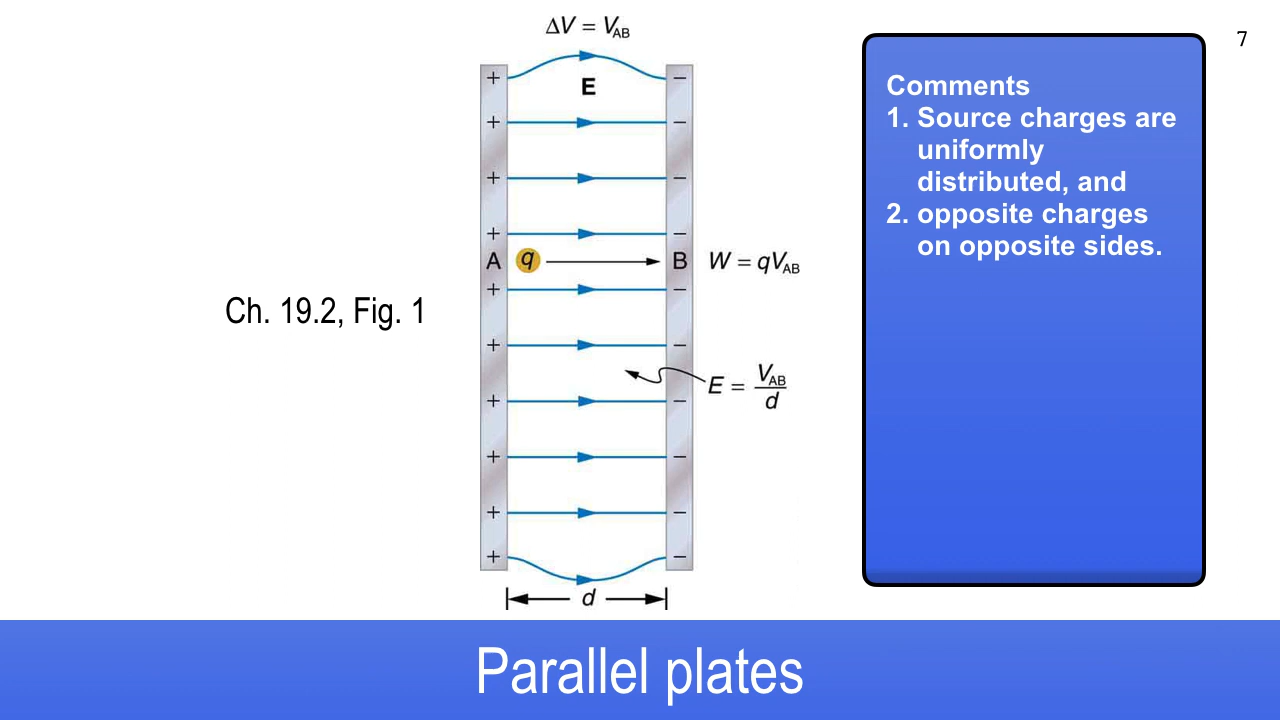 7
ΔV = V_AB
E
Comments
1. Source charges are
uniformly
distributed, and
2. opposite charges
on opposite sides.
+ −
+ −
+ −
+ −
A q B W = qV_AB
+ −
+ −
Ch. 19.2, Fig. 1
E = V_AB / d
+ −
+ −
+ −
+ −
d
Parallel plates